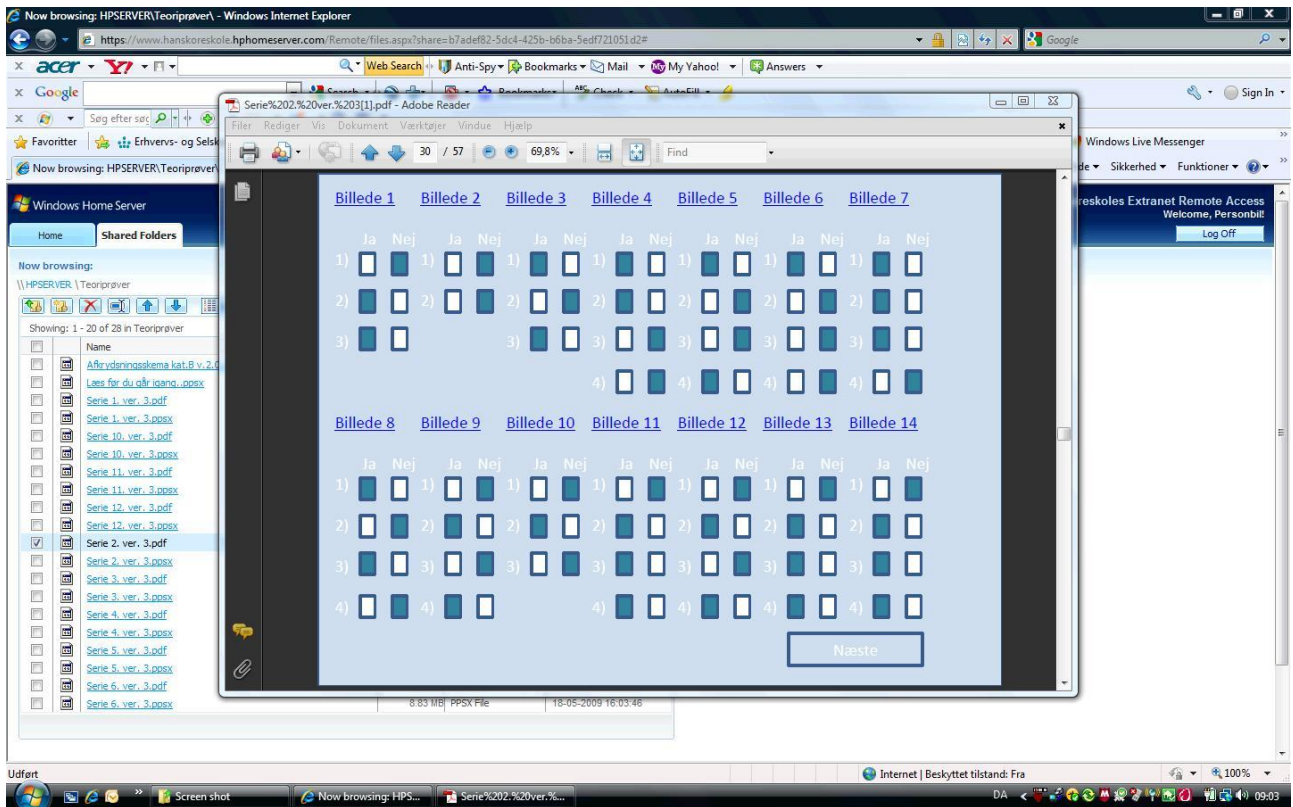 Now browsing: HPSERVER\Teoriprøver\ - Windows Internet Explorer
https://www.hanskoreskole.hphomeserver.com/Remote/files.aspx?share=b7adef82-5dc4-425b-b6ba-5edf721051d2#
Google
acer Y! Web Search Anti-Spy Bookmarks Mail My Yahoo! Answers
Google Search Bookmarks Check AutoFill Sign In
Søg efter søg
Favoritter Erhvervs- og Selsk Windows Live Messenger
Now browsing: HPSERVER\Teoriprøver\ de Sikkerhed Funktioner
Serie%202.%20ver.%203[1].pdf - Adobe Reader
Filer Rediger Vis Dokument Værktøjer Vindue Hjælp
30 / 57 69,8% Find
Windows Home Server
reskoles Extranet Remote Access
Welcome, Personbil!
Home Shared Folders Log Off
Now browsing:
\\HPSERVER \Teoriprøver
Showing: 1 - 20 of 28 in Teoriprøver
Name
Afkrydsningsskema kat.B v.2.0
Læs før du går igang..ppsx
Serie 1. ver. 3.pdf
Serie 1. ver. 3.ppsx
Serie 10. ver. 3.pdf
Serie 10. ver. 3.ppsx
Serie 11. ver. 3.pdf
Serie 11. ver. 3.ppsx
Serie 12. ver. 3.pdf
Serie 12. ver. 3.ppsx
Serie 2. ver. 3.pdf
Serie 2. ver. 3.ppsx
Serie 3. ver. 3.pdf
Serie 3. ver. 3.ppsx
Serie 4. ver. 3.pdf
Serie 4. ver. 3.ppsx
Serie 5. ver. 3.pdf
Serie 5. ver. 3.ppsx
Serie 6. ver. 3.pdf
Serie 6. ver. 3.ppsx 8.83 MB PPSX File 18-05-2009 16:03:46
Billede 1 Billede 2 Billede 3 Billede 4 Billede 5 Billede 6 Billede 7
Ja Nej Ja Nej Ja Nej Ja Nej Ja Nej Ja Nej Ja Nej
1) 1) 1) 1) 1) 1) 1)
2) 2) 2) 2) 2) 2) 2)
3) 3) 3) 3) 3) 3)
4) 4) 4) 4)
Billede 8 Billede 9 Billede 10 Billede 11 Billede 12 Billede 13 Billede 14
Ja Nej Ja Nej Ja Nej Ja Nej Ja Nej Ja Nej Ja Nej
1) 1) 1) 1) 1) 1) 1)
2) 2) 2) 2) 2) 2) 2)
3) 3) 3) 3) 3) 3) 3)
4) 4) 4) 4) 4) 4)
Næste
Udført Internet | Beskyttet tilstand: Fra 100%
Screen shot Now browsing: HPS... Serie%202.%20ver.%... DA 09:03